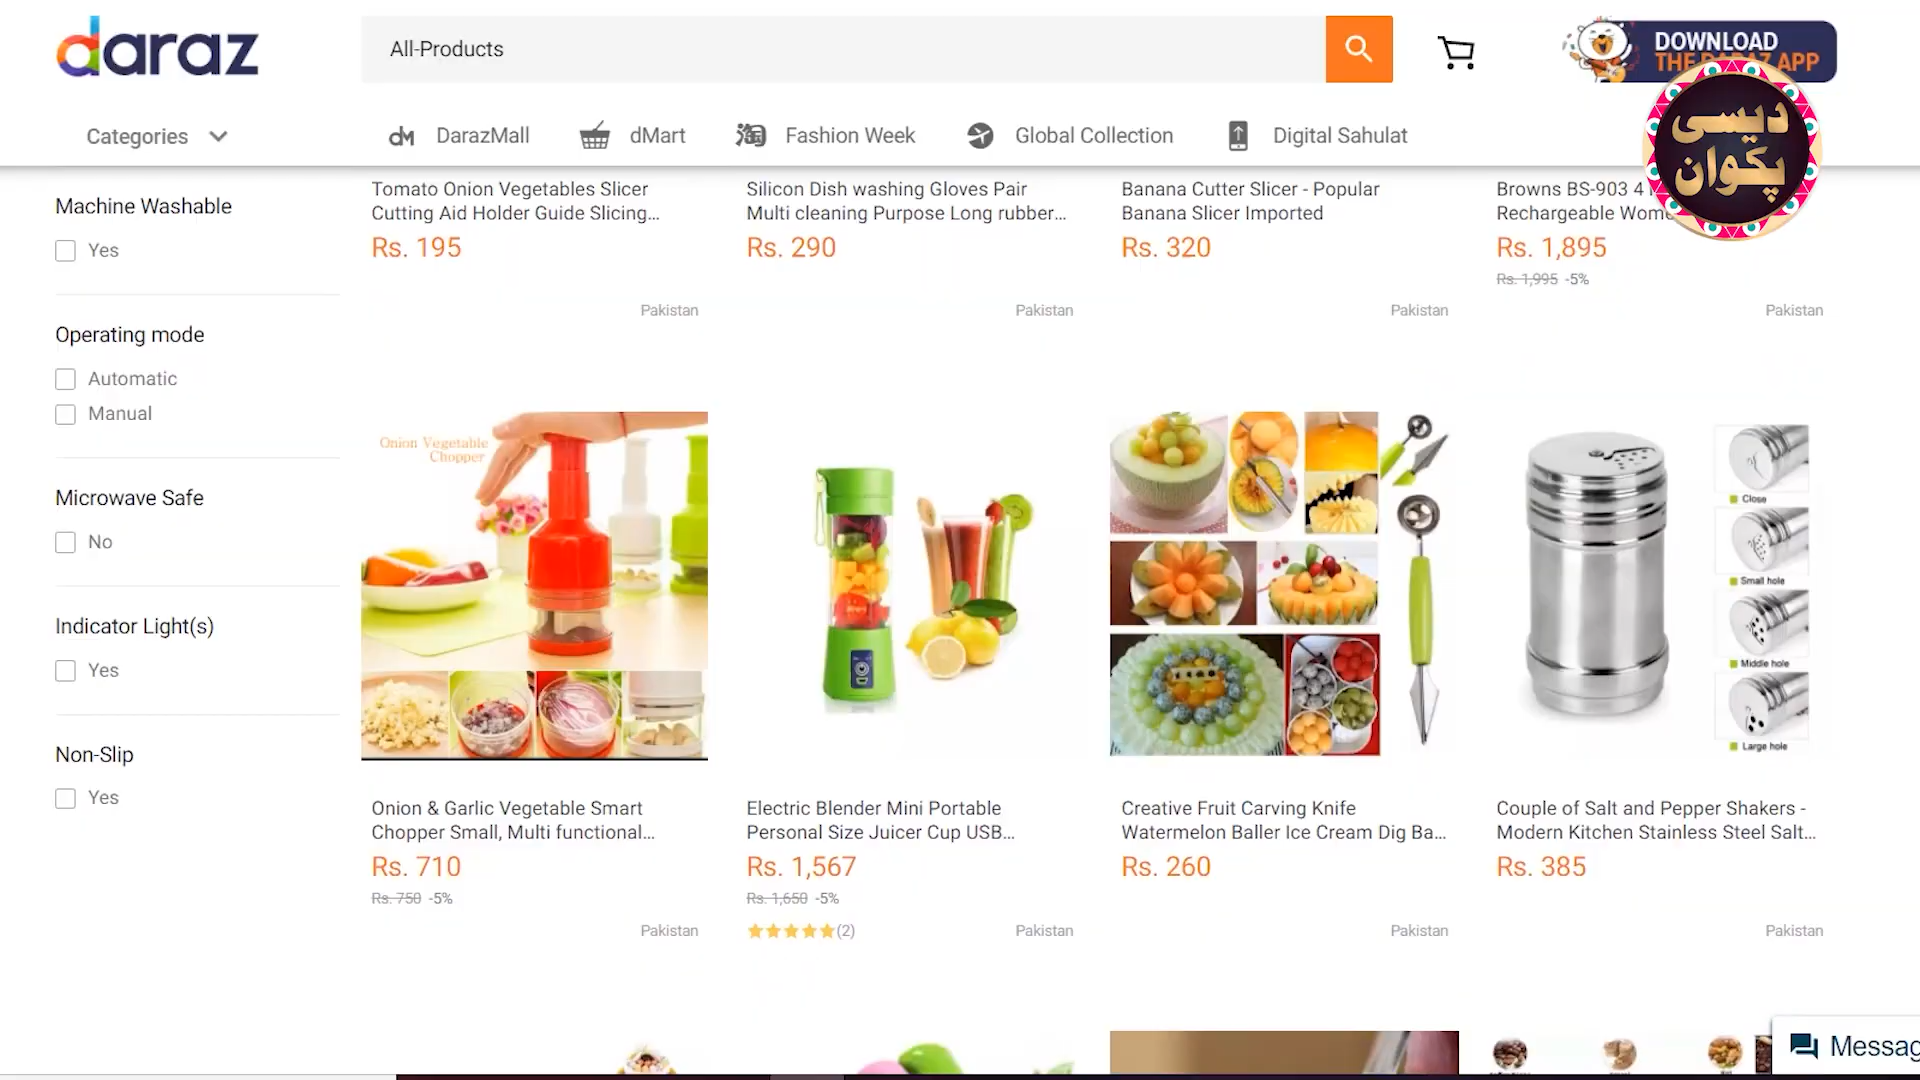 daraz
All-Products
DOWNLOAD
THE DARAZ APP
دیسی
پکوان
Categories
DarazMall
dMart
Fashion Week
Global Collection
Digital Sahulat
Machine Washable
Yes
Operating mode
Automatic
Manual
Microwave Safe
No
Indicator Light(s)
Yes
Non-Slip
Yes
Tomato Onion Vegetables Slicer
Cutting Aid Holder Guide Slicing...
Rs. 195
Pakistan
Silicon Dish washing Gloves Pair
Multi cleaning Purpose Long rubber...
Rs. 290
Pakistan
Banana Cutter Slicer - Popular
Banana Slicer Imported
Rs. 320
Pakistan
Browns BS-903 4
Rechargeable
Rs. 1,895
Rs. 1,995 -5%
Pakistan
Onion Vegetable
Chopper
Close
Small hole
Middle hole
Large hole
Onion & Garlic Vegetable Smart
Chopper Small, Multi functional...
Rs. 710
Rs. 750 -5%
Pakistan
Electric Blender Mini Portable
Personal Size Juicer Cup USB...
Rs. 1,567
Rs. 1,650 -5%
(2)
Pakistan
Creative Fruit Carving Knife
Watermelon Baller Ice Cream Dig Ba...
Rs. 260
Pakistan
Couple of Salt and Pepper Shakers -
Modern Kitchen Stainless Steel Salt...
Rs. 385
Pakistan
Messag